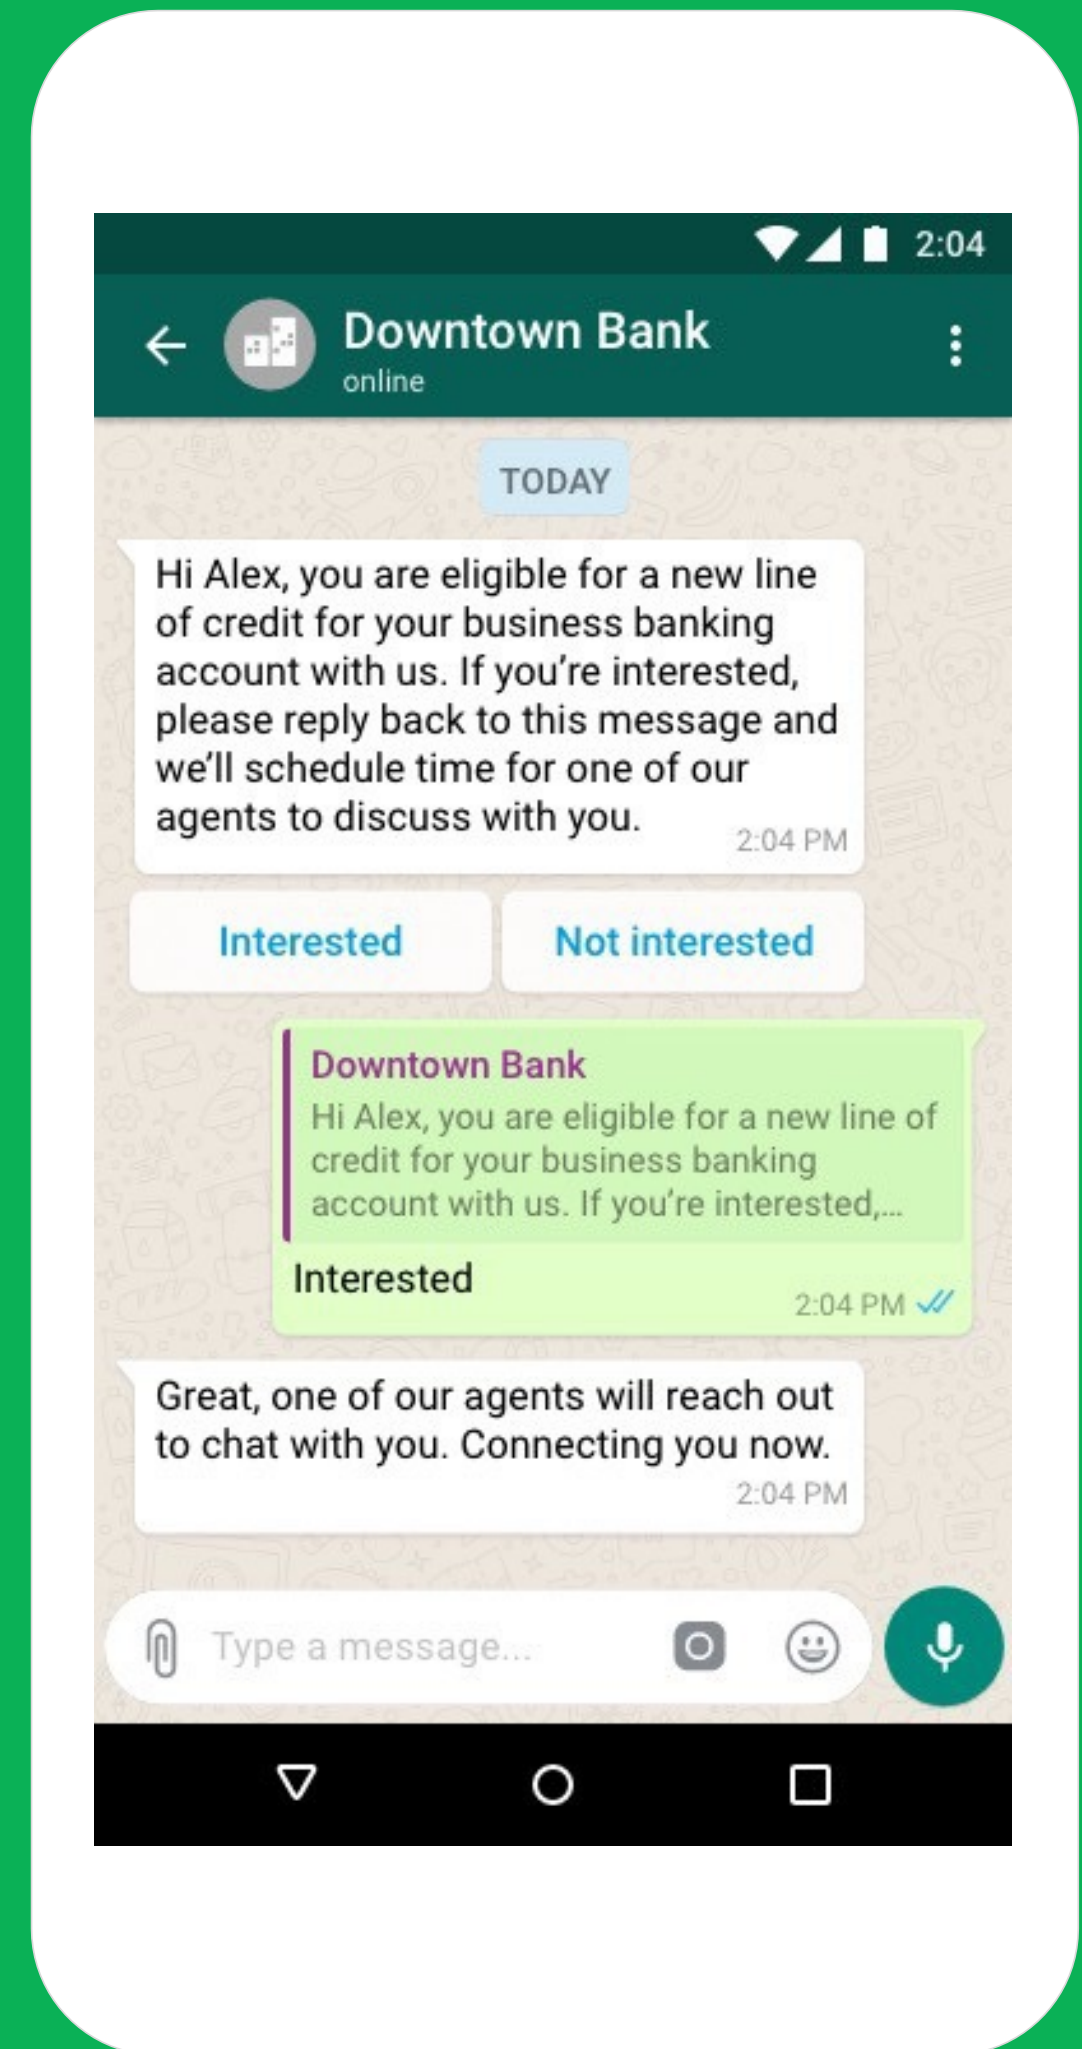 2:04
Downtown Bank
online
TODAY
Hi Alex, you are eligible for a new line
of credit for your business banking
account with us. If you’re interested,
please reply back to this message and
we’ll schedule time for one of our
agents to discuss with you.
2:04 PM
Interested
Not interested
Downtown Bank
Hi Alex, you are eligible for a new line of
credit for your business banking
account with us. If you’re interested,...
Interested
2:04 PM
Great, one of our agents will reach out
to chat with you. Connecting you now.
2:04 PM
Type a message...